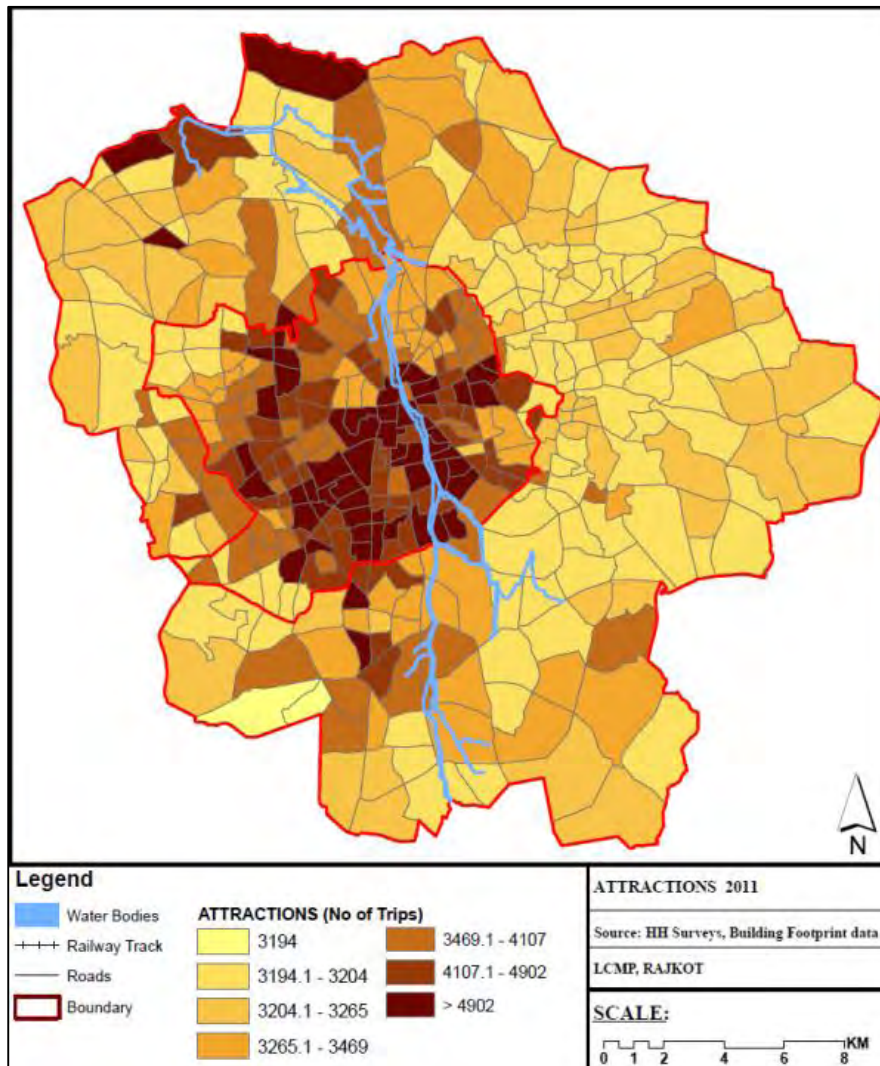 N
Legend
Water Bodies
Railway Track
Roads
Boundary
ATTRACTIONS (No of Trips)
3194
3194.1 - 3204
3204.1 - 3265
3265.1 - 3469
3469.1 - 4107
4107.1 - 4902
> 4902
ATTRACTIONS 2011
Source: HH Surveys, Building Footprint data
LCMP, RAJKOT
SCALE:
KM
0 1 2 4 6 8